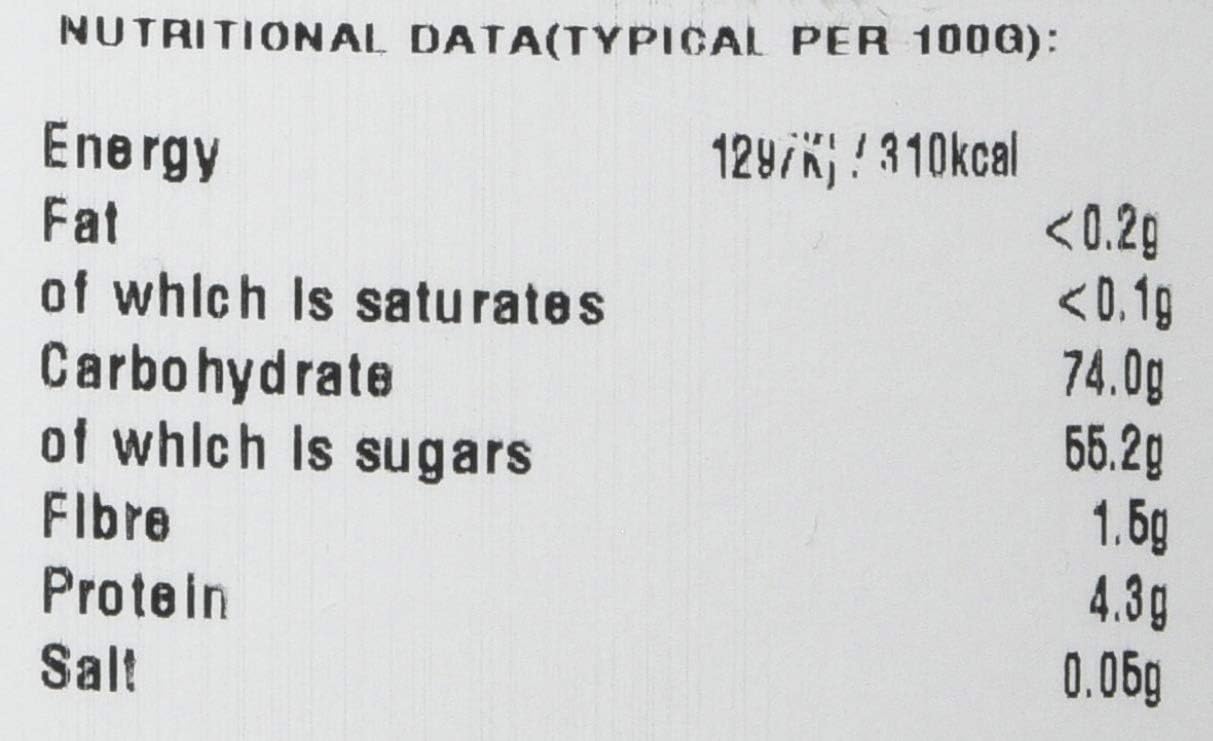 NUTRITIONAL DATA(TYPICAL PER 100G):
Energy 1297Kj / 310kcal
Fat <0.2g
of which is saturates <0.1g
Carbohydrate 74.0g
of which is sugars 55.2g
Fibre 1.5g
Protein 4.3g
Salt 0.05g